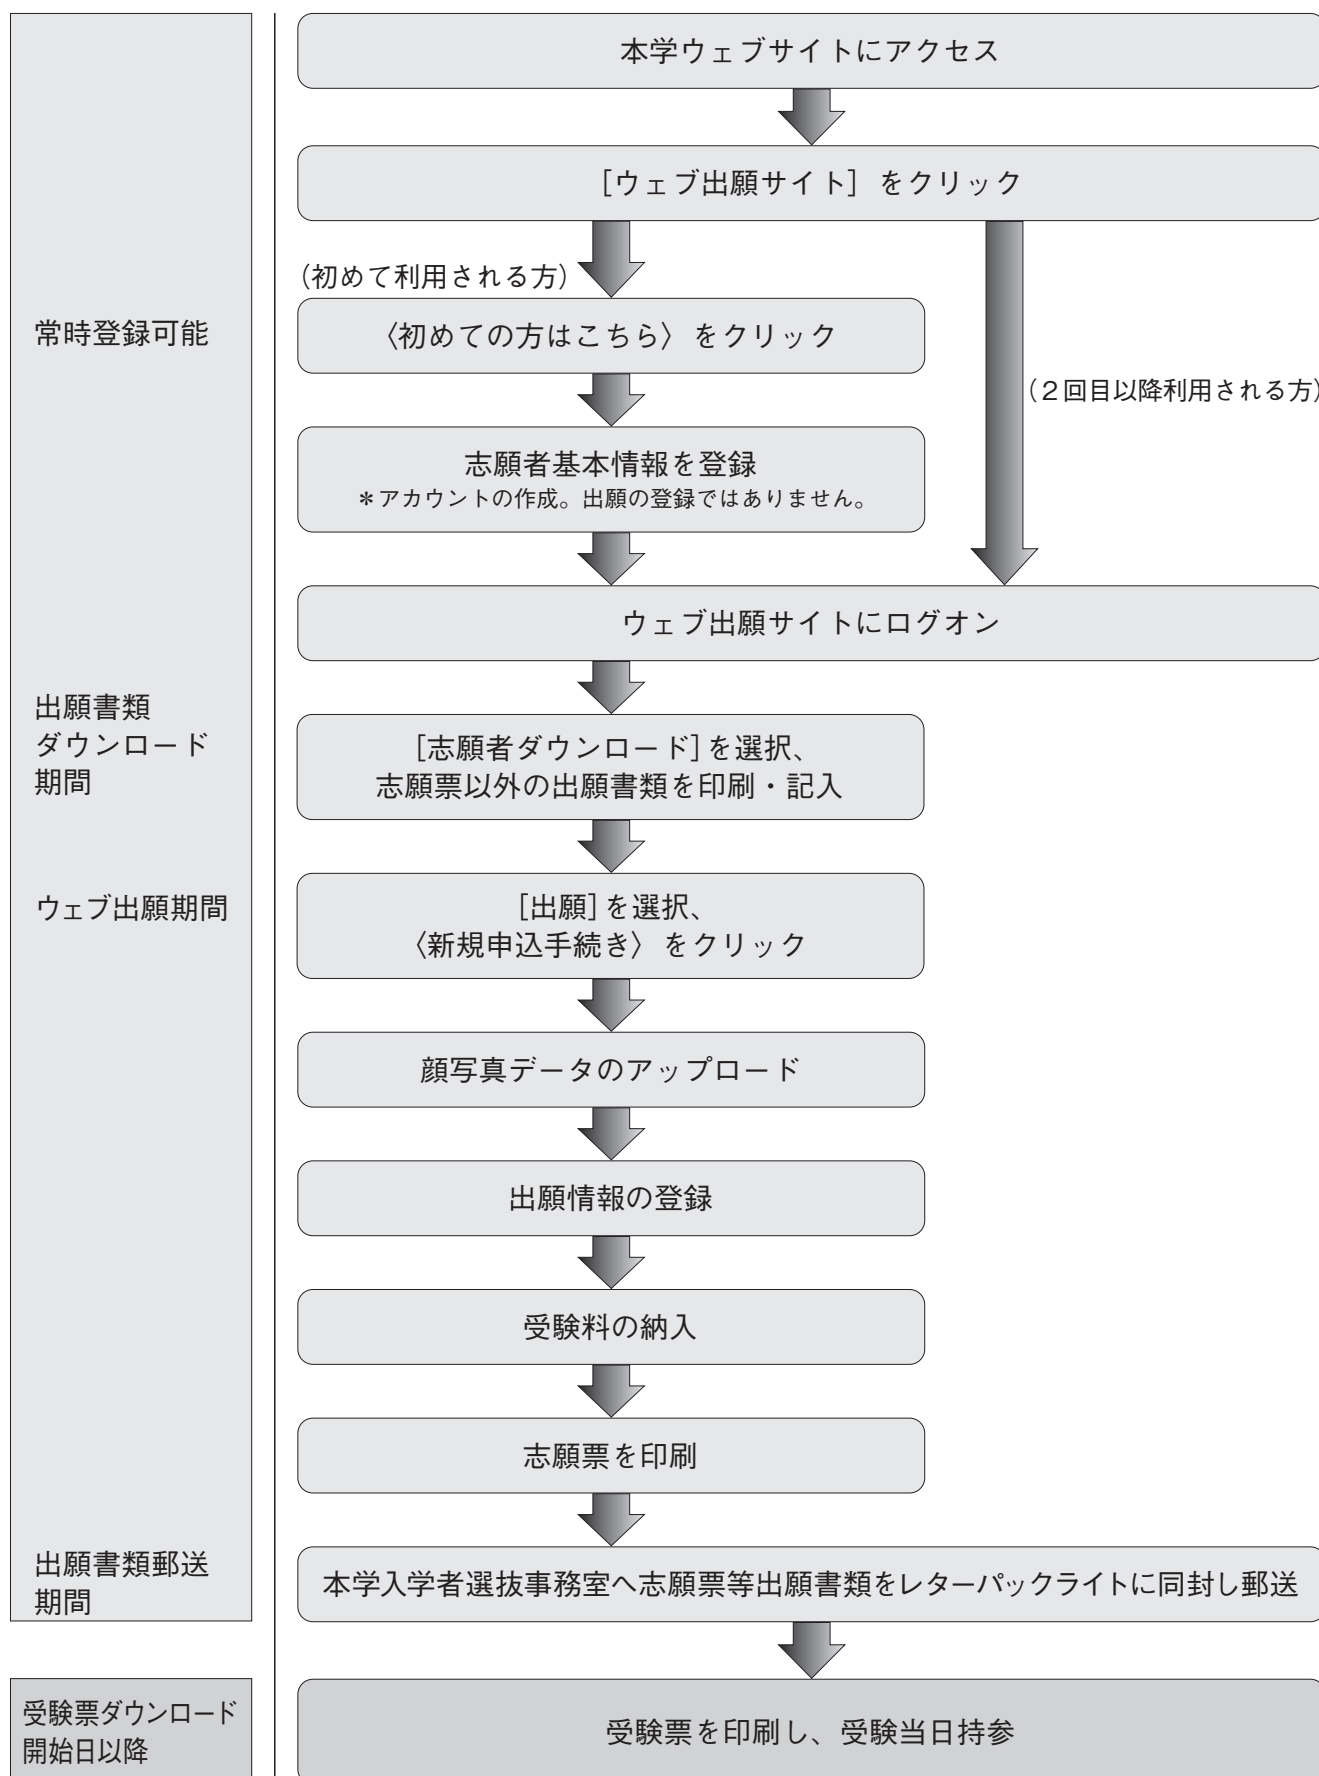 本学ウェブサイトにアクセス
［ウェブ出願サイト］をクリック
（初めて利用される方）
常時登録可能
〈初めての方はこちら〉をクリック
（２回目以降利用される方）
志願者基本情報を登録
＊アカウントの作成。出願の登録ではありません。
ウェブ出願サイトにログオン
出願書類
ダウンロード
期間
［志願者ダウンロード］を選択、
志願票以外の出願書類を印刷・記入
ウェブ出願期間
［出願］を選択、
〈新規申込手続き〉をクリック
顔写真データのアップロード
出願情報の登録
受験料の納入
志願票を印刷
出願書類郵送
期間
本学入学者選抜事務室へ志願票等出願書類をレターパックライトに同封し郵送
受験票ダウンロード
開始日以降
受験票を印刷し、受験当日持参